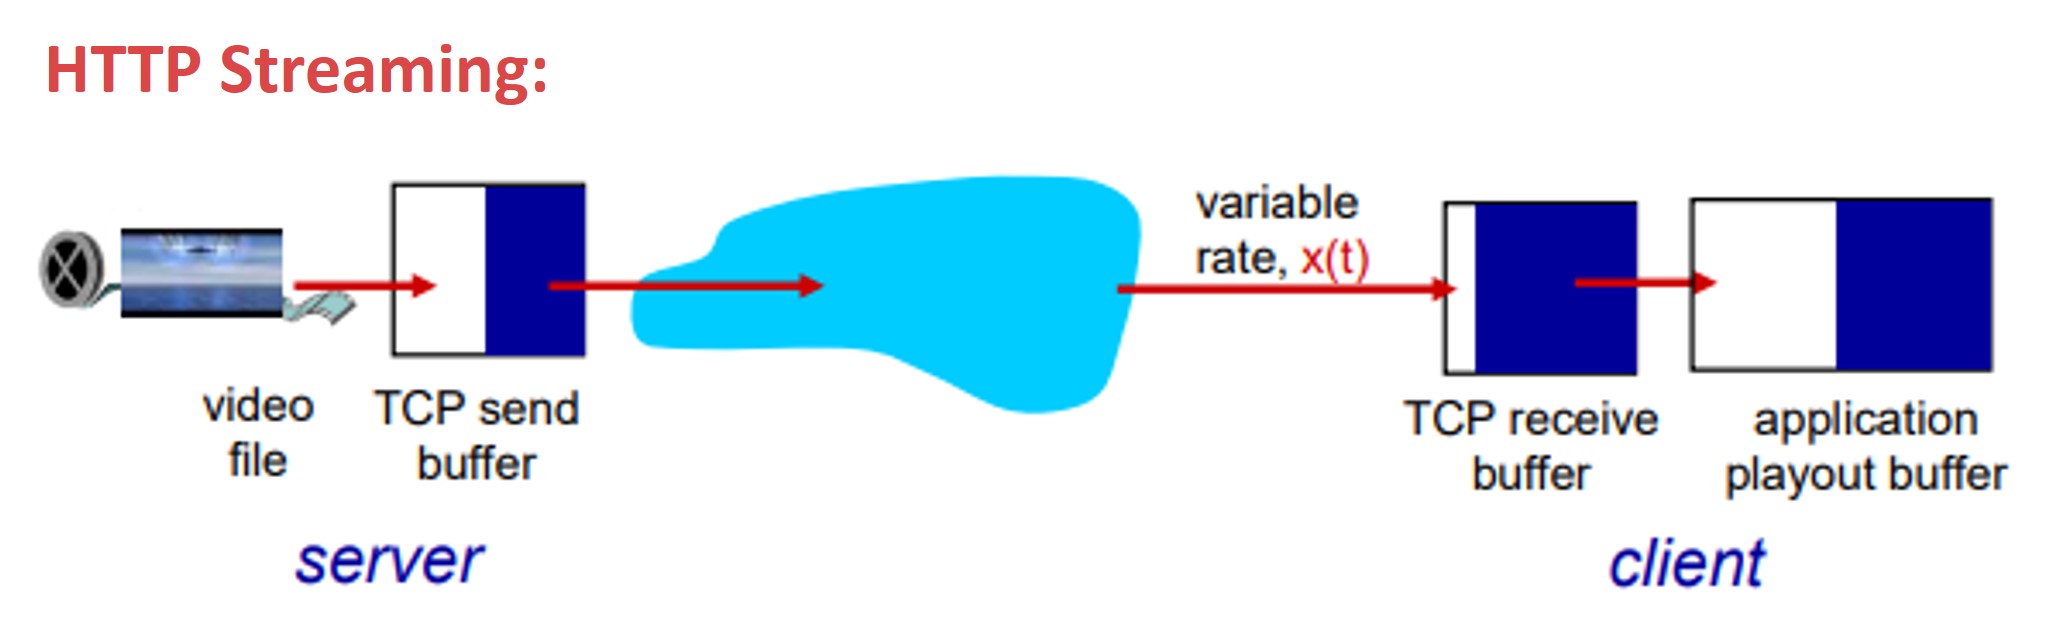 HTTP Streaming:
variable
rate, x(t)
video
file
TCP send
buffer
TCP receive
buffer
application
playout buffer
server
client